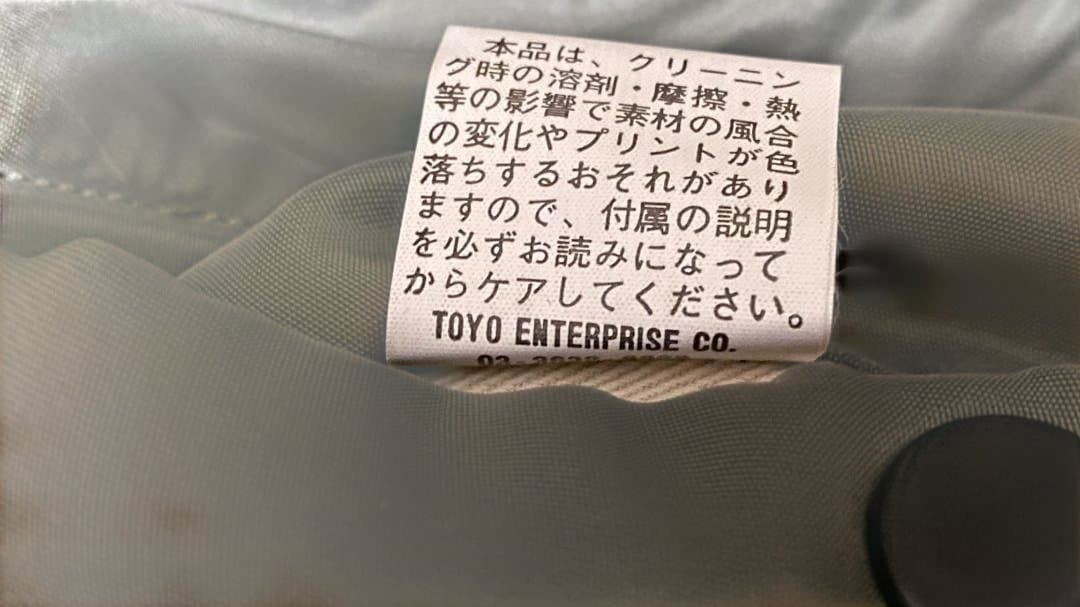 本品は、クリーニン
グ時の溶剤・摩擦・熱
等の影響で素材の風合
の変化やプリントが色
落ちするおそれがあり
ますので、付属の説明
を必ずお読みになって
からケアしてください。
TOYO ENTERPRISE CO.